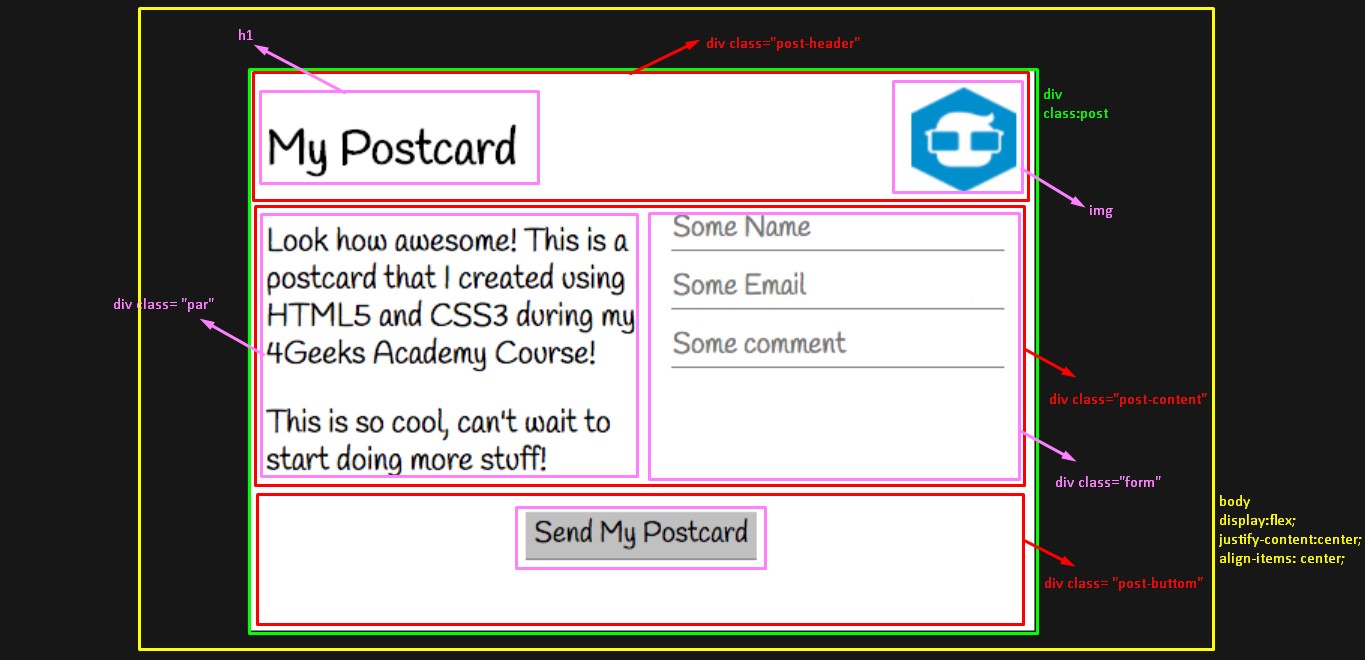 h1
div class="post-header"
div
class:post
My Postcard
img
Look how awesome! This is a
postcard that I created using
HTML5 and CSS3 during my
4Geeks Academy Course!
This is so cool, can't wait to
start doing more stuff!
div class= "par"
Some Name
Some Email
Some comment
div class="post-content"
div class="form"
body
display:flex;
justify-content:center;
align-items: center;
Send My Postcard
div class= "post-buttom"